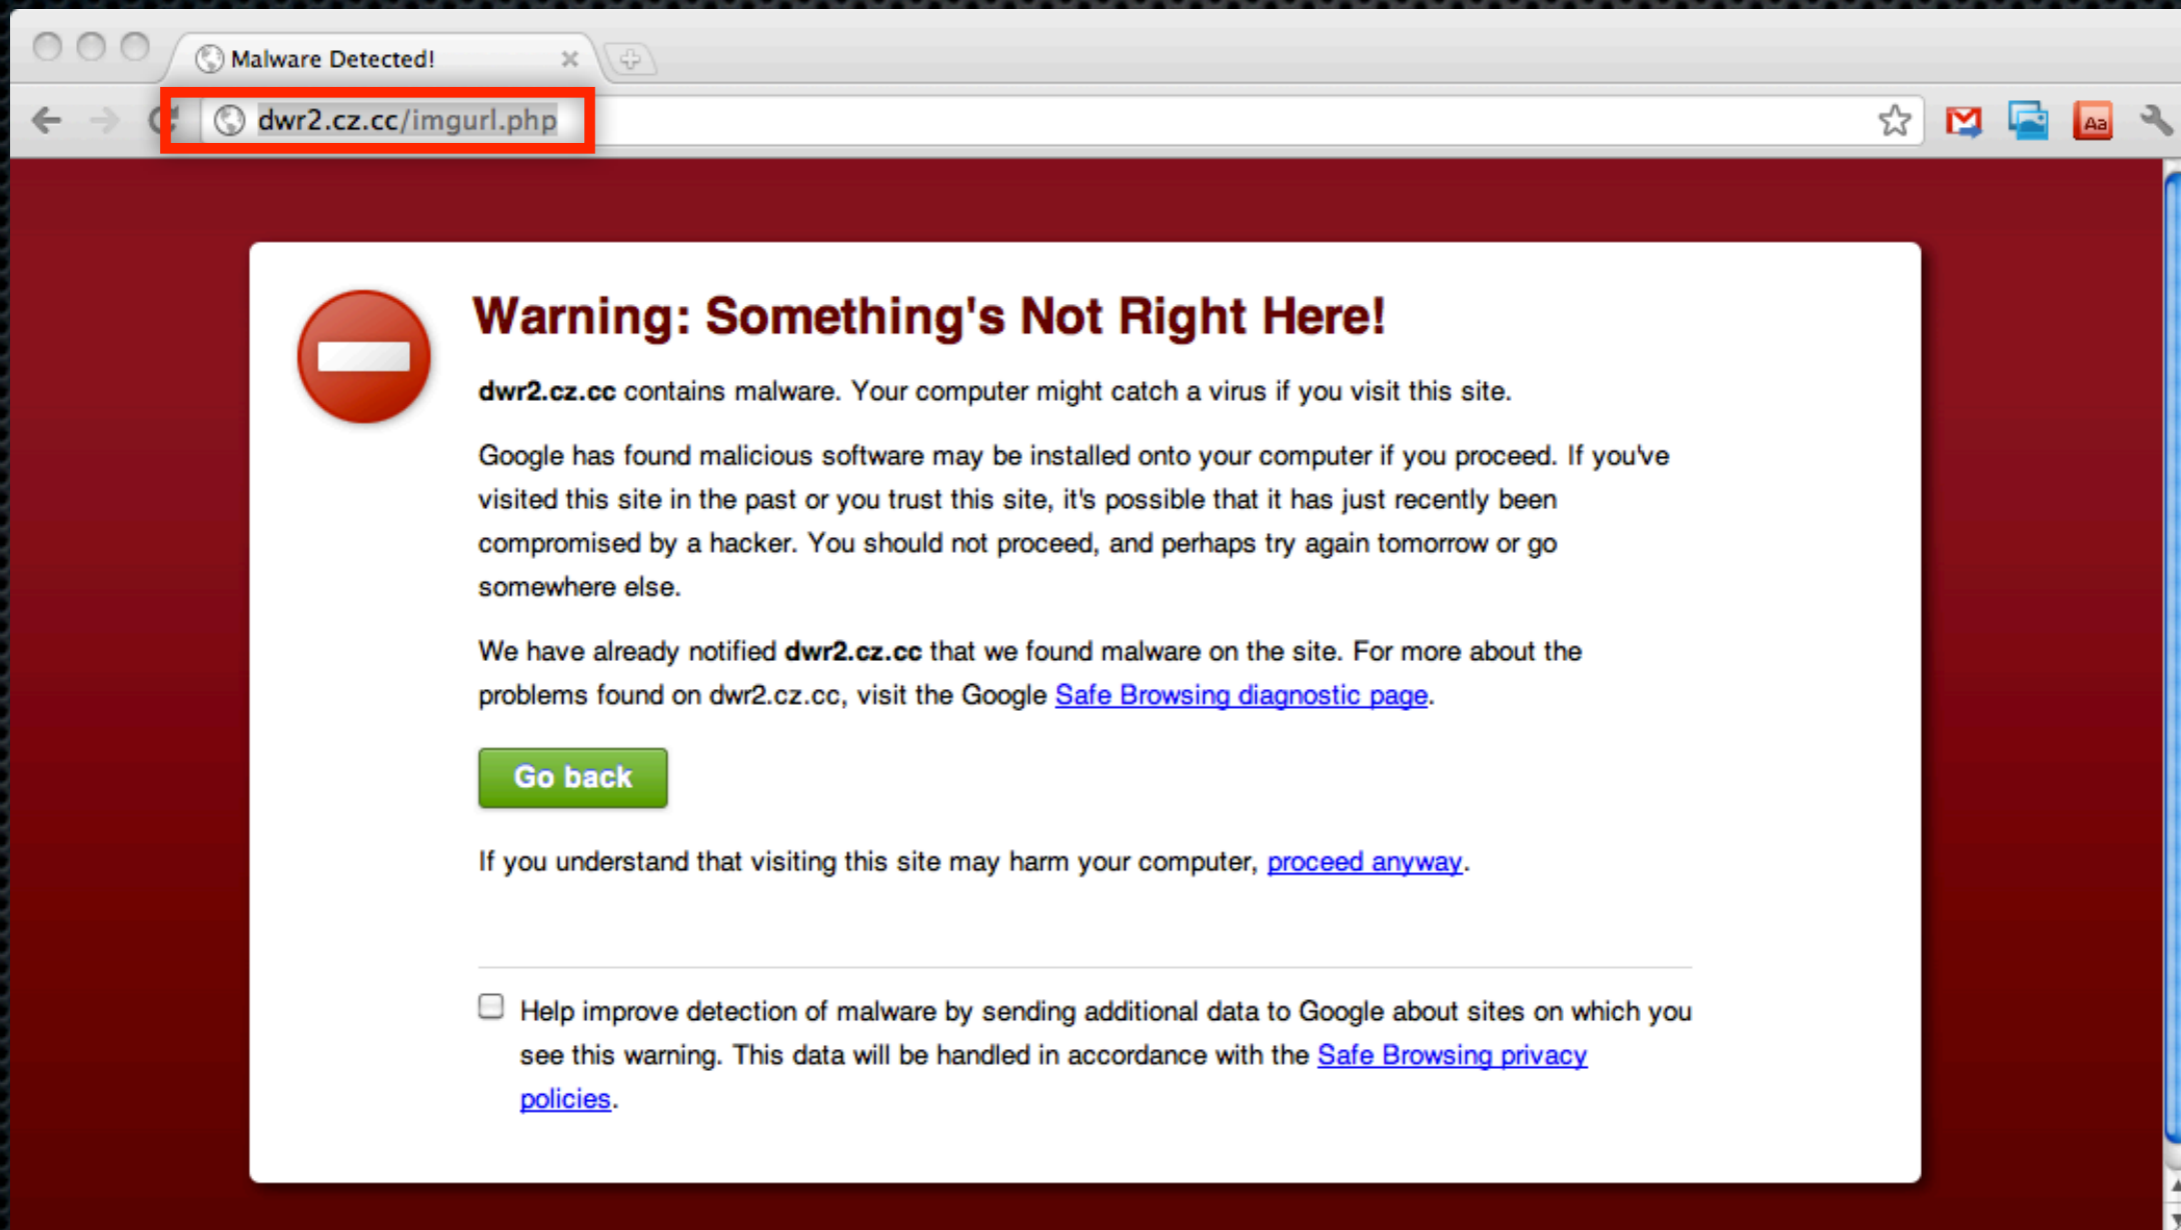 Malware Detected!
dwr2.cz.cc/imgurl.php
Aa
Warning: Something's Not Right Here!
dwr2.cz.cc contains malware. Your computer might catch a virus if you visit this site.
Google has found malicious software may be installed onto your computer if you proceed. If you've
visited this site in the past or you trust this site, it's possible that it has just recently been
compromised by a hacker. You should not proceed, and perhaps try again tomorrow or go
somewhere else.
We have already notified dwr2.cz.cc that we found malware on the site. For more about the
problems found on dwr2.cz.cc, visit the Google Safe Browsing diagnostic page.
Go back
If you understand that visiting this site may harm your computer, proceed anyway.
Help improve detection of malware by sending additional data to Google about sites on which you
see this warning. This data will be handled in accordance with the Safe Browsing privacy
policies.